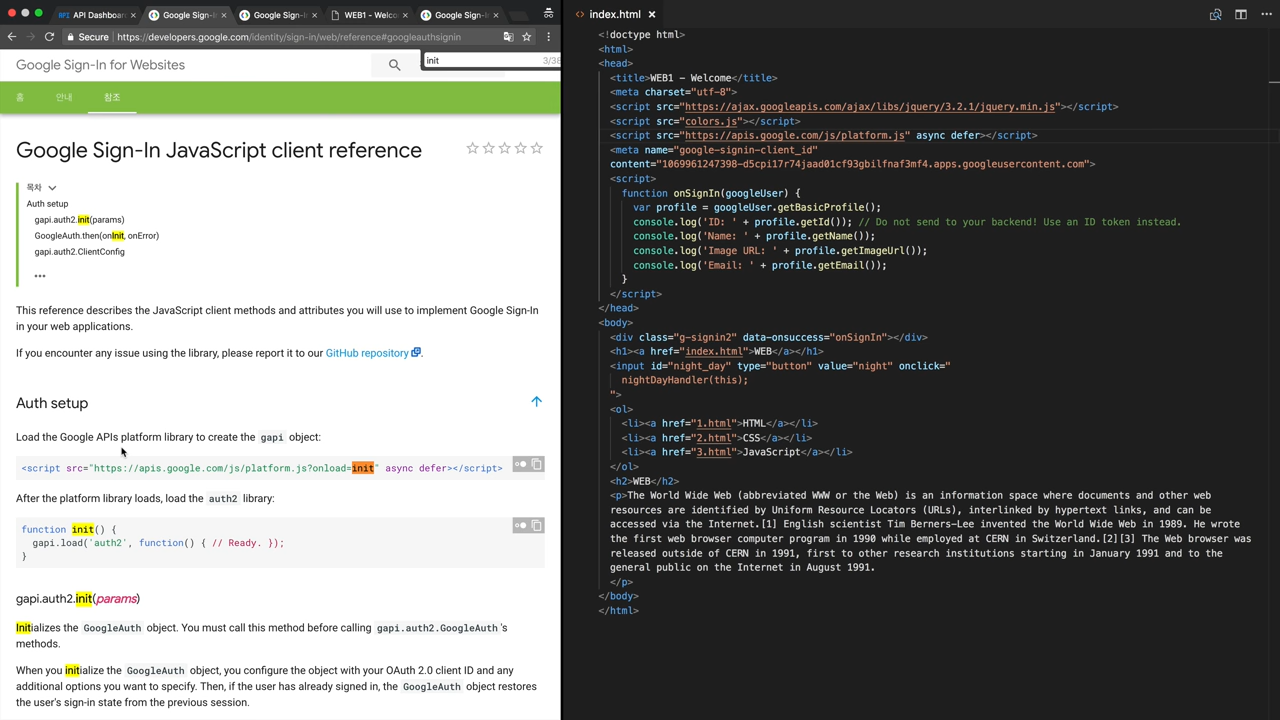 API Dashboa
Google Sign-
Google Sign-In
WEB1 - Welc
Google Sign-In
Secure
https://developers.google.com/identity/sign-in/web/reference#googleauthsignin
Google Sign-In for Websites
init
3/38
홈
안내
참조
Google Sign-In JavaScript client reference
목차
Auth setup
gapi.auth2.init(params)
GoogleAuth.then(onInit, onError)
gapi.auth2.ClientConfig
•••
This reference describes the JavaScript client methods and attributes you will use to implement Google Sign-In
in your web applications.
If you encounter any issue using the library, please report it to our GitHub repository.
Auth setup
Load the Google APIs platform library to create the gapi object:
<script src="https://apis.google.com/js/platform.js?onload=init" async defer></script>
After the platform library loads, load the auth2 library:
function init() {
gapi.load('auth2', function() { // Ready. });
}
gapi.auth2.init(params)
Initializes the GoogleAuth object. You must call this method before calling gapi.auth2.GoogleAuth's
methods.
When you initialize the GoogleAuth object, you configure the object with your OAuth 2.0 client ID and any
additional options you want to specify. Then, if the user has already signed in, the GoogleAuth object restores
the user's sign-in state from the previous session.
index.html
<!doctype html>
<html>
<head>
<title>WEB1 - Welcome</title>
<meta charset="utf-8">
<script src="https://ajax.googleapis.com/ajax/libs/jquery/3.2.1/jquery.min.js"></script>
<script src="colors.js"></script>
<script src="https://apis.google.com/js/platform.js" async defer></script>
<meta name="google-signin-client_id"
content="1069961247398-d5cpi17r74jaad01cf93gbilfnaf3mf4.apps.googleusercontent.com">
<script>
function onSignIn(googleUser) {
var profile = googleUser.getBasicProfile();
console.log('ID: ' + profile.getId()); // Do not send to your backend! Use an ID token instead.
console.log('Name: ' + profile.getName());
console.log('Image URL: ' + profile.getImageUrl());
console.log('Email: ' + profile.getEmail());
}
</script>
</head>
<body>
<div class="g-signin2" data-onsuccess="onSignIn"></div>
<h1><a href="index.html">WEB</a></h1>
<input id="night_day" type="button" value="night" onclick="
nightDayHandler(this);
">
<ol>
<li><a href="1.html">HTML</a></li>
<li><a href="2.html">CSS</a></li>
<li><a href="3.html">JavaScript</a></li>
</ol>
<h2>WEB</h2>
<p>The World Wide Web (abbreviated WWW or the Web) is an information space where documents and other web
resources are identified by Uniform Resource Locators (URLs), interlinked by hypertext links, and can be
accessed via the Internet.[1] English scientist Tim Berners-Lee invented the World Wide Web in 1989. He wrote
the first web browser computer program in 1990 while employed at CERN in Switzerland.[2][3] The Web browser was
released outside of CERN in 1991, first to other research institutions starting in January 1991 and to the
general public on the Internet in August 1991.
</p>
</body>
</html>